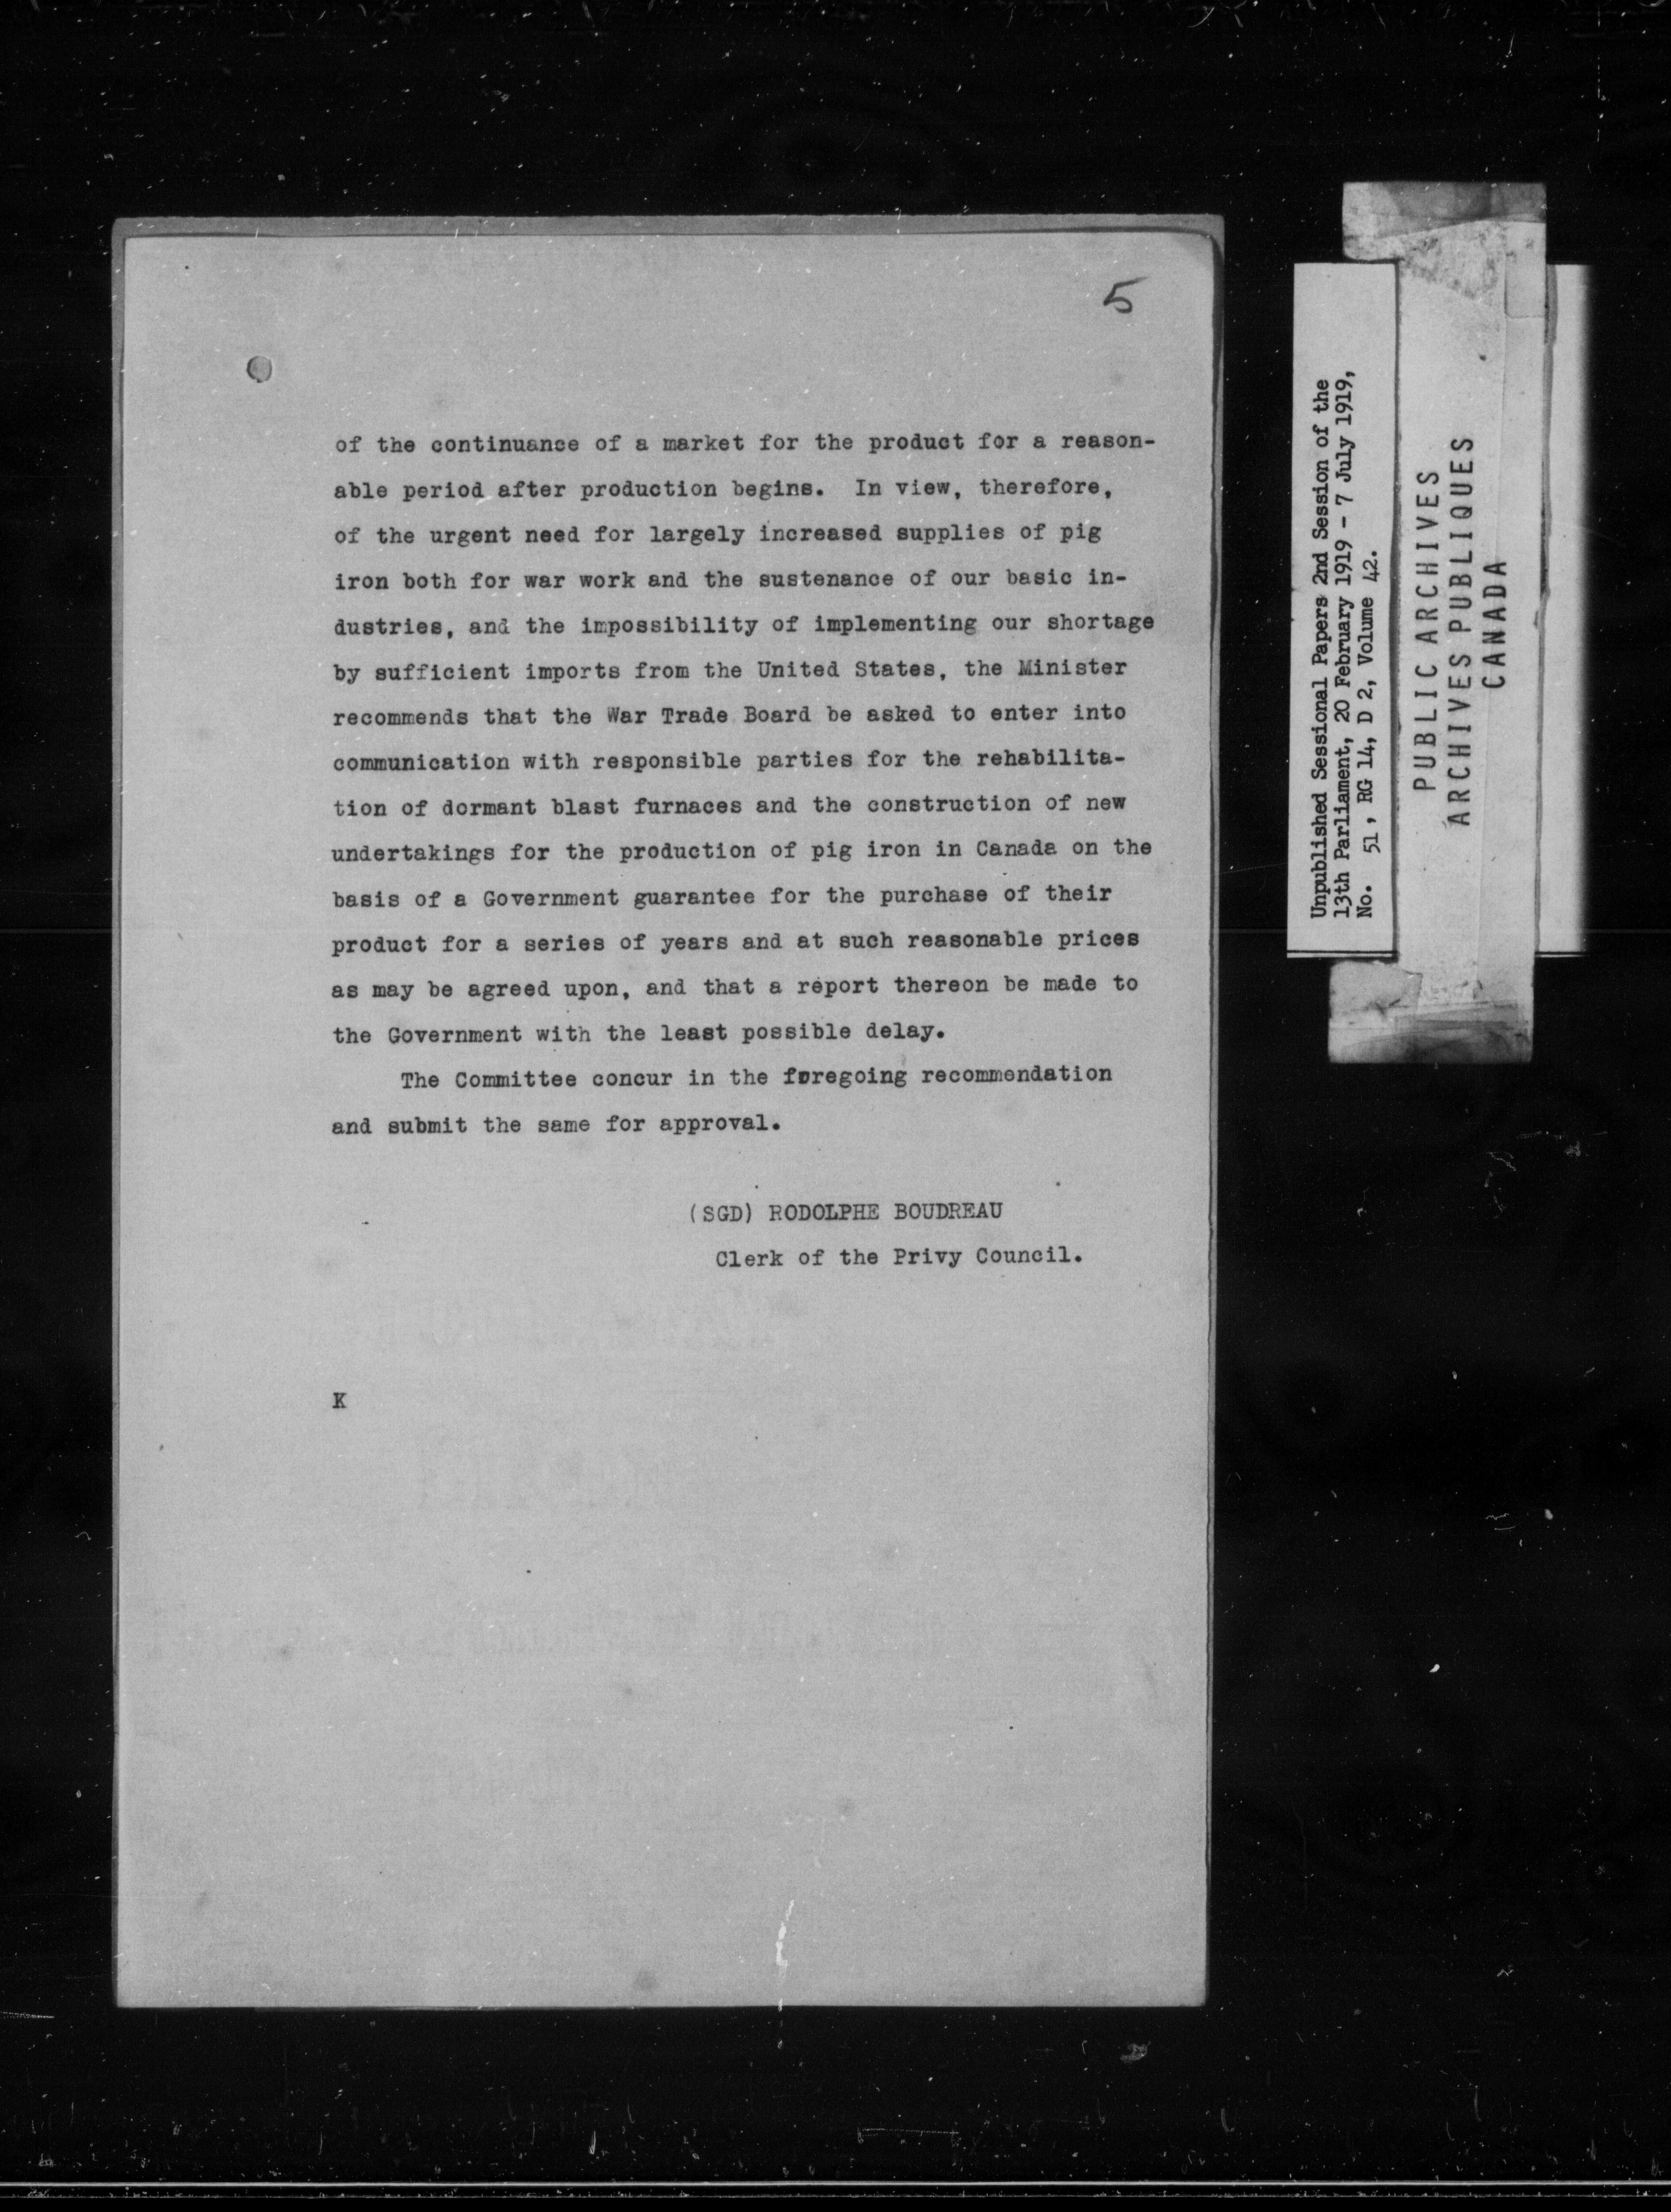 5
of the continuance of a market for the product for a reason-
able period after production begins. In view, therefore,
of the urgent need for largely increased supplies of pig
iron both for war work and the sustenance of our basic in-
dustries, and the impossibility of implementing our shortage
by sufficient imports from the United States, the Minister
recommends that the War Trade Board be asked to enter into
communication with responsible parties for the rehabilita-
tion of dormant blast furnaces and the construction of new
undertakings for the production of pig iron in Canada on the
basis of a Government guarantee for the purchase of their
product for a series of years and at such reasonable prices
as may be agreed upon, and that a report thereon be made to
the Government with the least possible delay.
The Committee concur in the foregoing recommendation
and submit the same for approval.
(SGD) RODOLPHE BOUDREAU
Clerk of the Privy Council.
K
Unpublished Sessional Papers 2nd Session of the
13th Parliament, 20 February 1919 - 7 July 1919,
No. 51 , RG 14, D 2, Volume 42.
PUBLIC ARCHIVES
ARCHIVES PUBLIQUES
CANADA